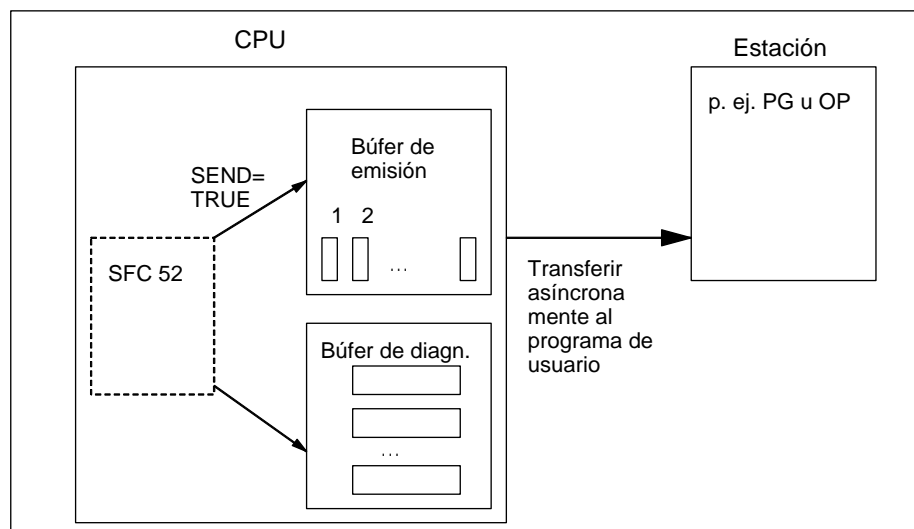 CPU
Estación
p. ej. PG u OP
Búfer de
emisión
SEND=
TRUE
1 2
...
SFC 52
Transferir
asíncrona
mente al
programa de
usuario
Búfer de diagn.
...